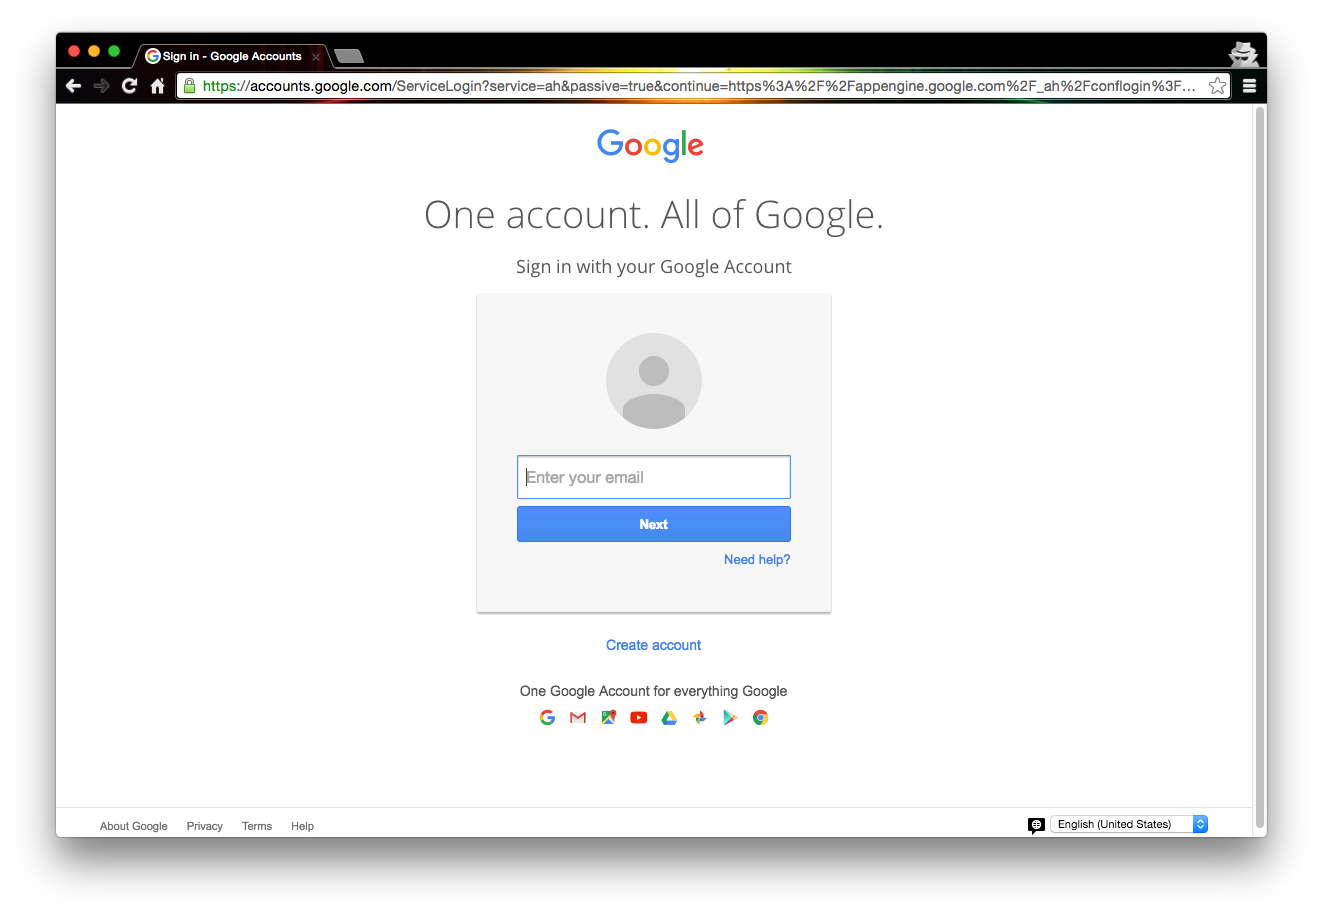 Sign in - Google Accounts
https://accounts.google.com/ServiceLogin?service=ah&passive=true&continue=https%3A%2F%2Fappengine.google.com%2F_ah%2Fconflogin%3F...
Google
One account. All of Google.
Sign in with your Google Account
Enter your email
Next
Need help?
Create account
One Google Account for everything Google
About Google Privacy Terms Help
English (United States)